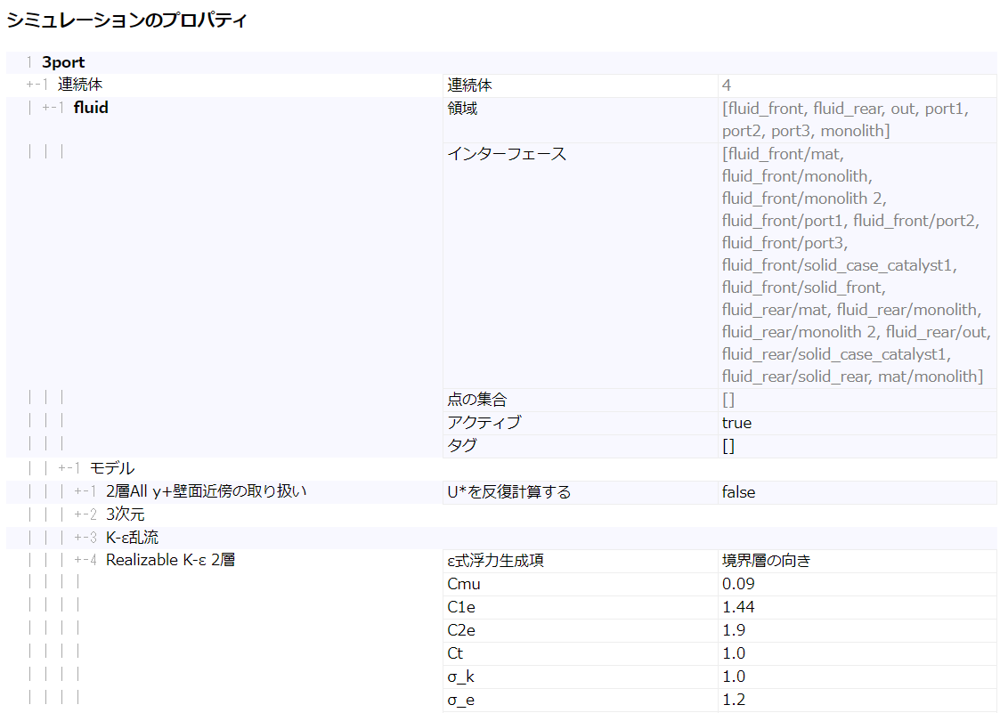 シミュレーションのプロパティ
1 3port
+-1 連続体 連続体 4
| +-1 fluid 領域 [fluid_front, fluid_rear, out, port1,
port2, port3, monolith]
| | | インターフェース [fluid_front/mat,
fluid_front/monolith,
fluid_front/monolith 2,
fluid_front/port1, fluid_front/port2,
fluid_front/port3,
fluid_front/solid_case_catalyst1,
fluid_front/solid_front,
fluid_rear/mat, fluid_rear/monolith,
fluid_rear/monolith 2, fluid_rear/out,
fluid_rear/solid_case_catalyst1,
fluid_rear/solid_rear, mat/monolith]
| | | 点の集合 []
| | | アクティブ true
| | | タグ []
| | +-1 モデル
| | | +-1 2層All y+壁面近傍の取り扱い U*を反復計算する false
| | | +-2 3次元
| | | +-3 K-ε乱流
| | | +-4 Realizable K-ε 2層 ε式浮力生成項 境界層の向き
| | | | Cmu 0.09
| | | | C1e 1.44
| | | | C2e 1.9
| | | | Ct 1.0
| | | | σ_k 1.0
| | | | σ_e 1.2